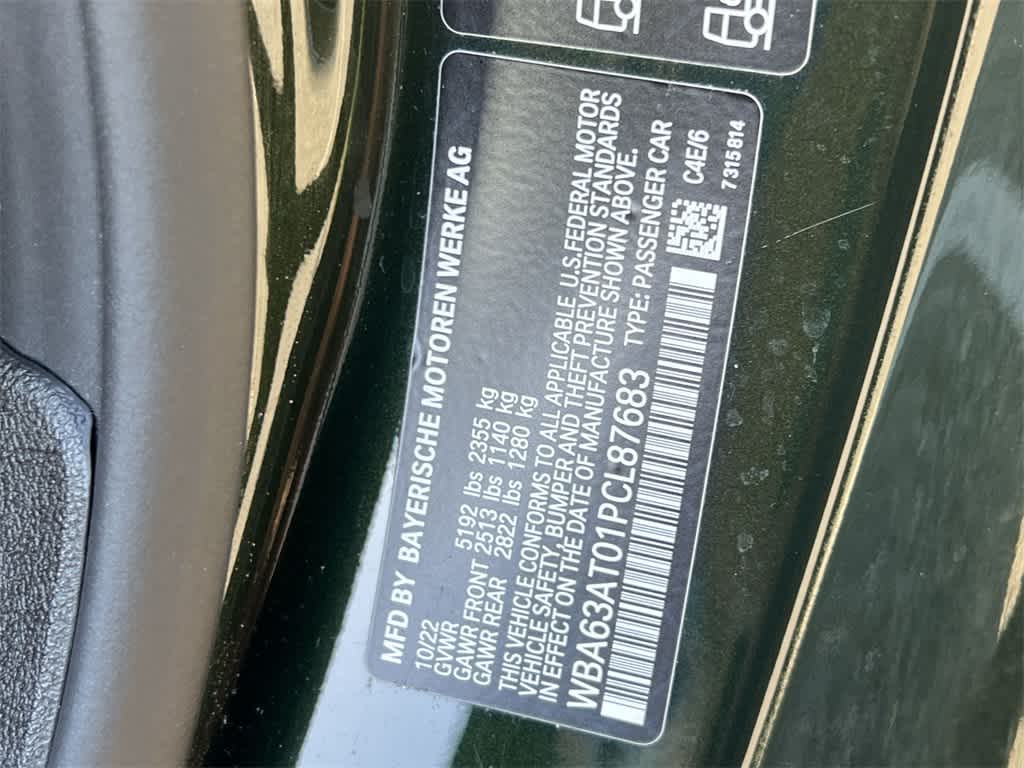 MFD BY BAYERISCHE MOTOREN WERKE AG
10/22
GVWR 5192 lbs 2355 kg
GAWR FRONT 2513 lbs 1140 kg
GAWR REAR 2822 lbs 1280 kg
THIS VEHICLE CONFORMS TO ALL APPLICABLE U.S.FEDERAL MOTOR
VEHICLE SAFETY, BUMPER AND THEFT PREVENTION STANDARDS
IN EFFECT ON THE DATE OF MANUFACTURE SHOWN ABOVE.
WBA63AT01PCL87683 TYPE: PASSENGER CAR
C4E/6
7315814